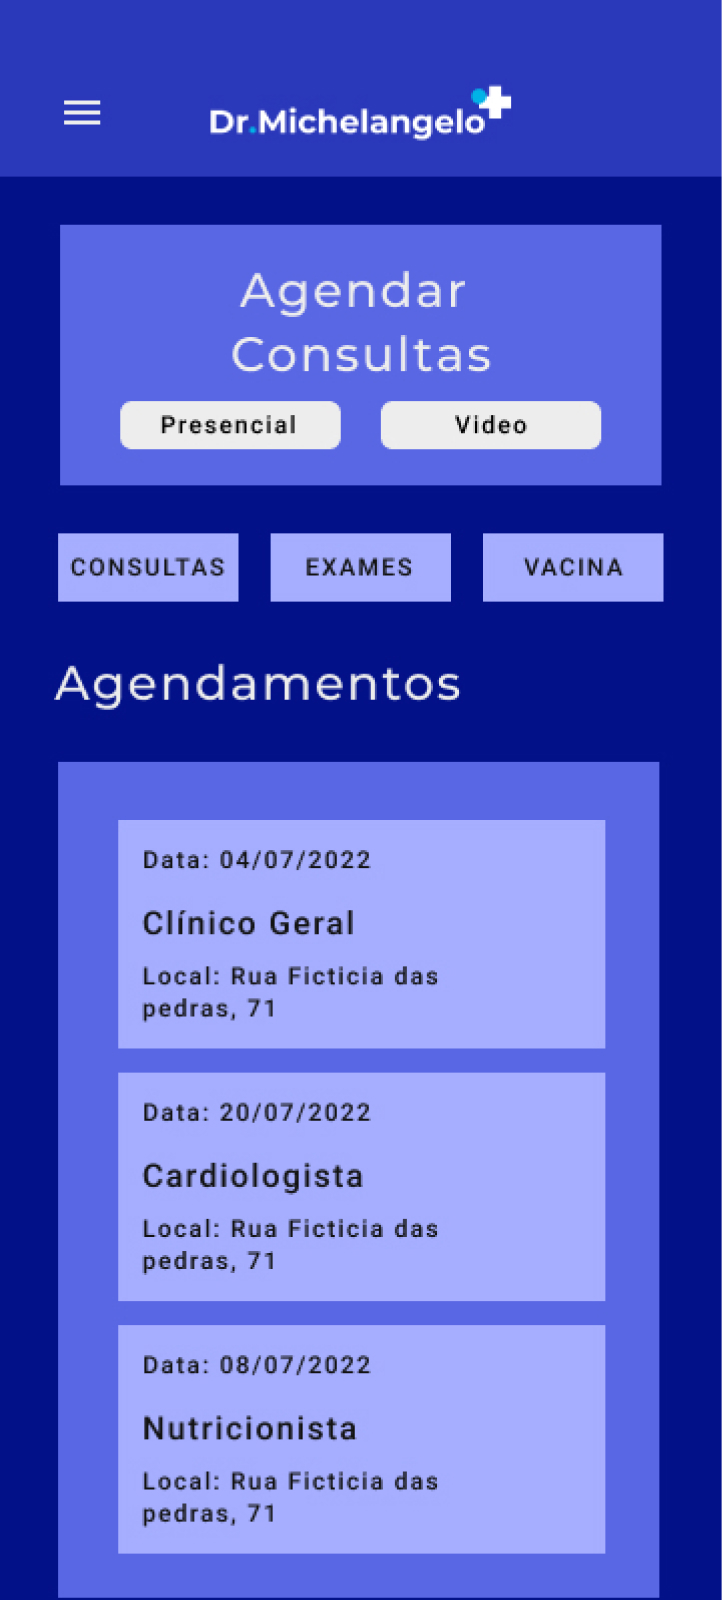 Dr.Michelangelo
Agendar
Consultas
Presencial
Video
CONSULTAS
EXAMES
VACINA
Agendamentos
Data: 04/07/2022
Clínico Geral
Local: Rua Ficticia das
pedras, 71
Data: 20/07/2022
Cardiologista
Local: Rua Ficticia das
pedras, 71
Data: 08/07/2022
Nutricionista
Local: Rua Ficticia das
pedras, 71